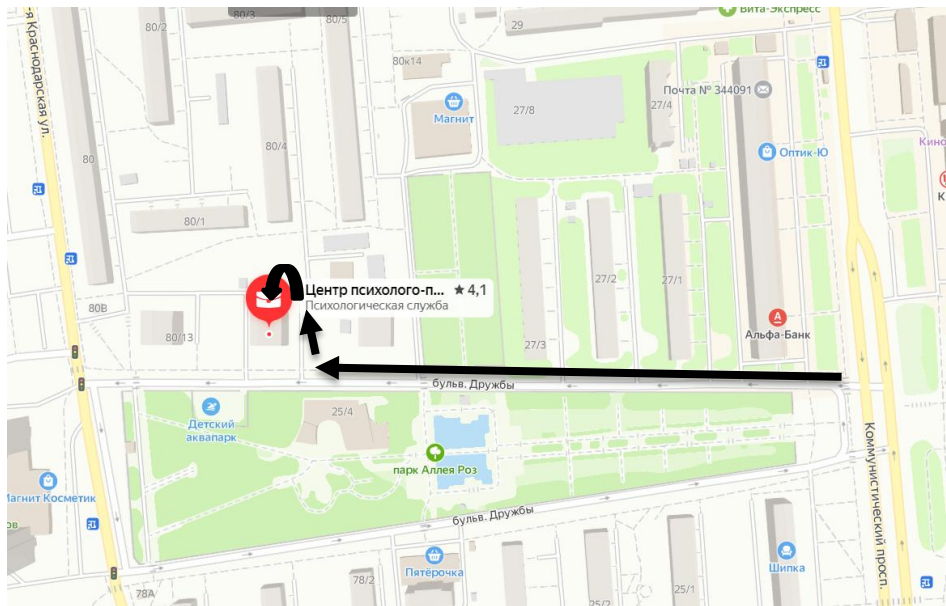 80/2
80/3
80/5
29
Вита-Экспресс
-я Краснодарская ул.
80к14
Магнит
27/8
27/4
Почта № 344091
Оптик-Ю
Кино
К
80
80/4
80/1
27/2
27/1
Центр психолого-п... ★ 4,1
Психологическая служба
80В
80/13
27/3
А
Альфа-Банк
бульв. Дружбы
Детский
аквапарк
25/4
парк Аллея Роз
Коммунистический просп.
Магнит Косметик
ов
бульв. Дружбы
Пятёрочка
Шипка
78А
78/2
25/2
25/1